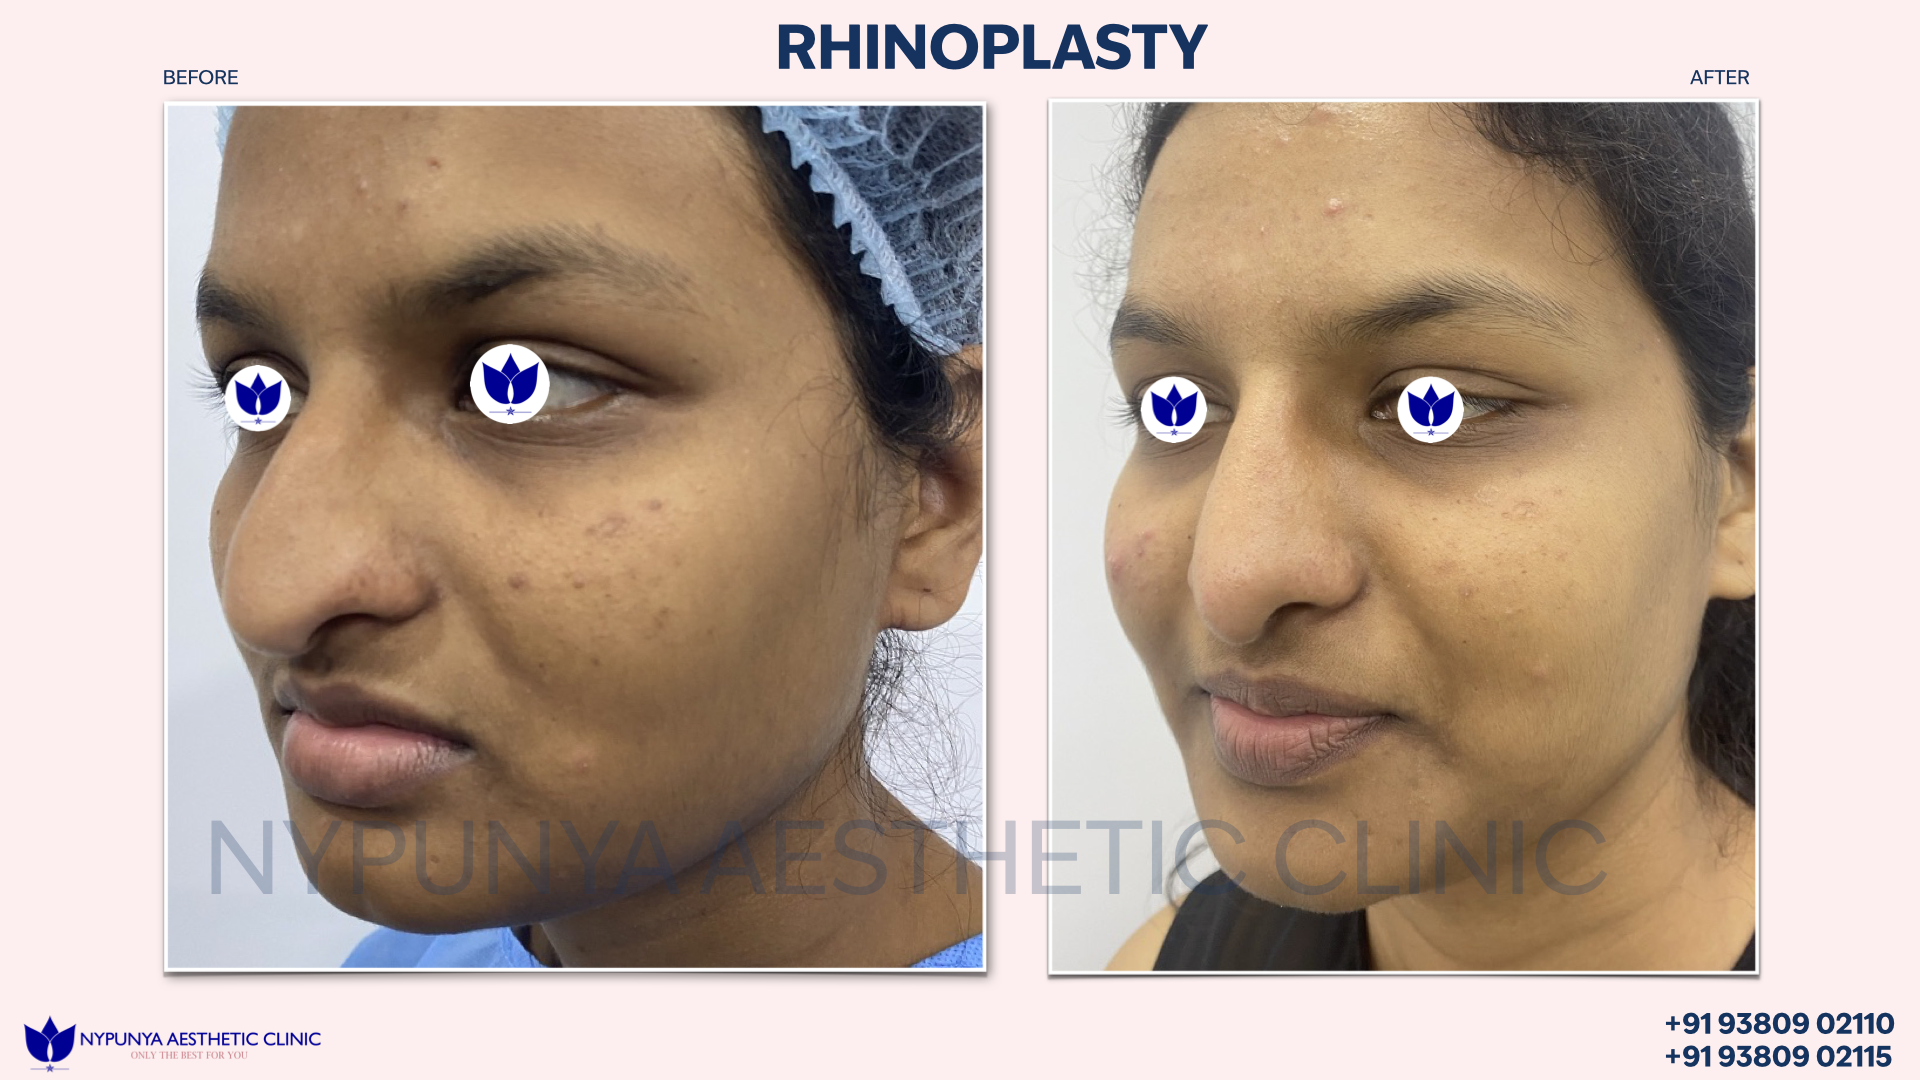 RHINOPLASTY
BEFORE
AFTER
NYPUNYA AESTHETIC CLINIC
NYPUNYA AESTHETIC CLINIC
ONLY THE BEST FOR YOU
+91 93809 02110
+91 93809 02115